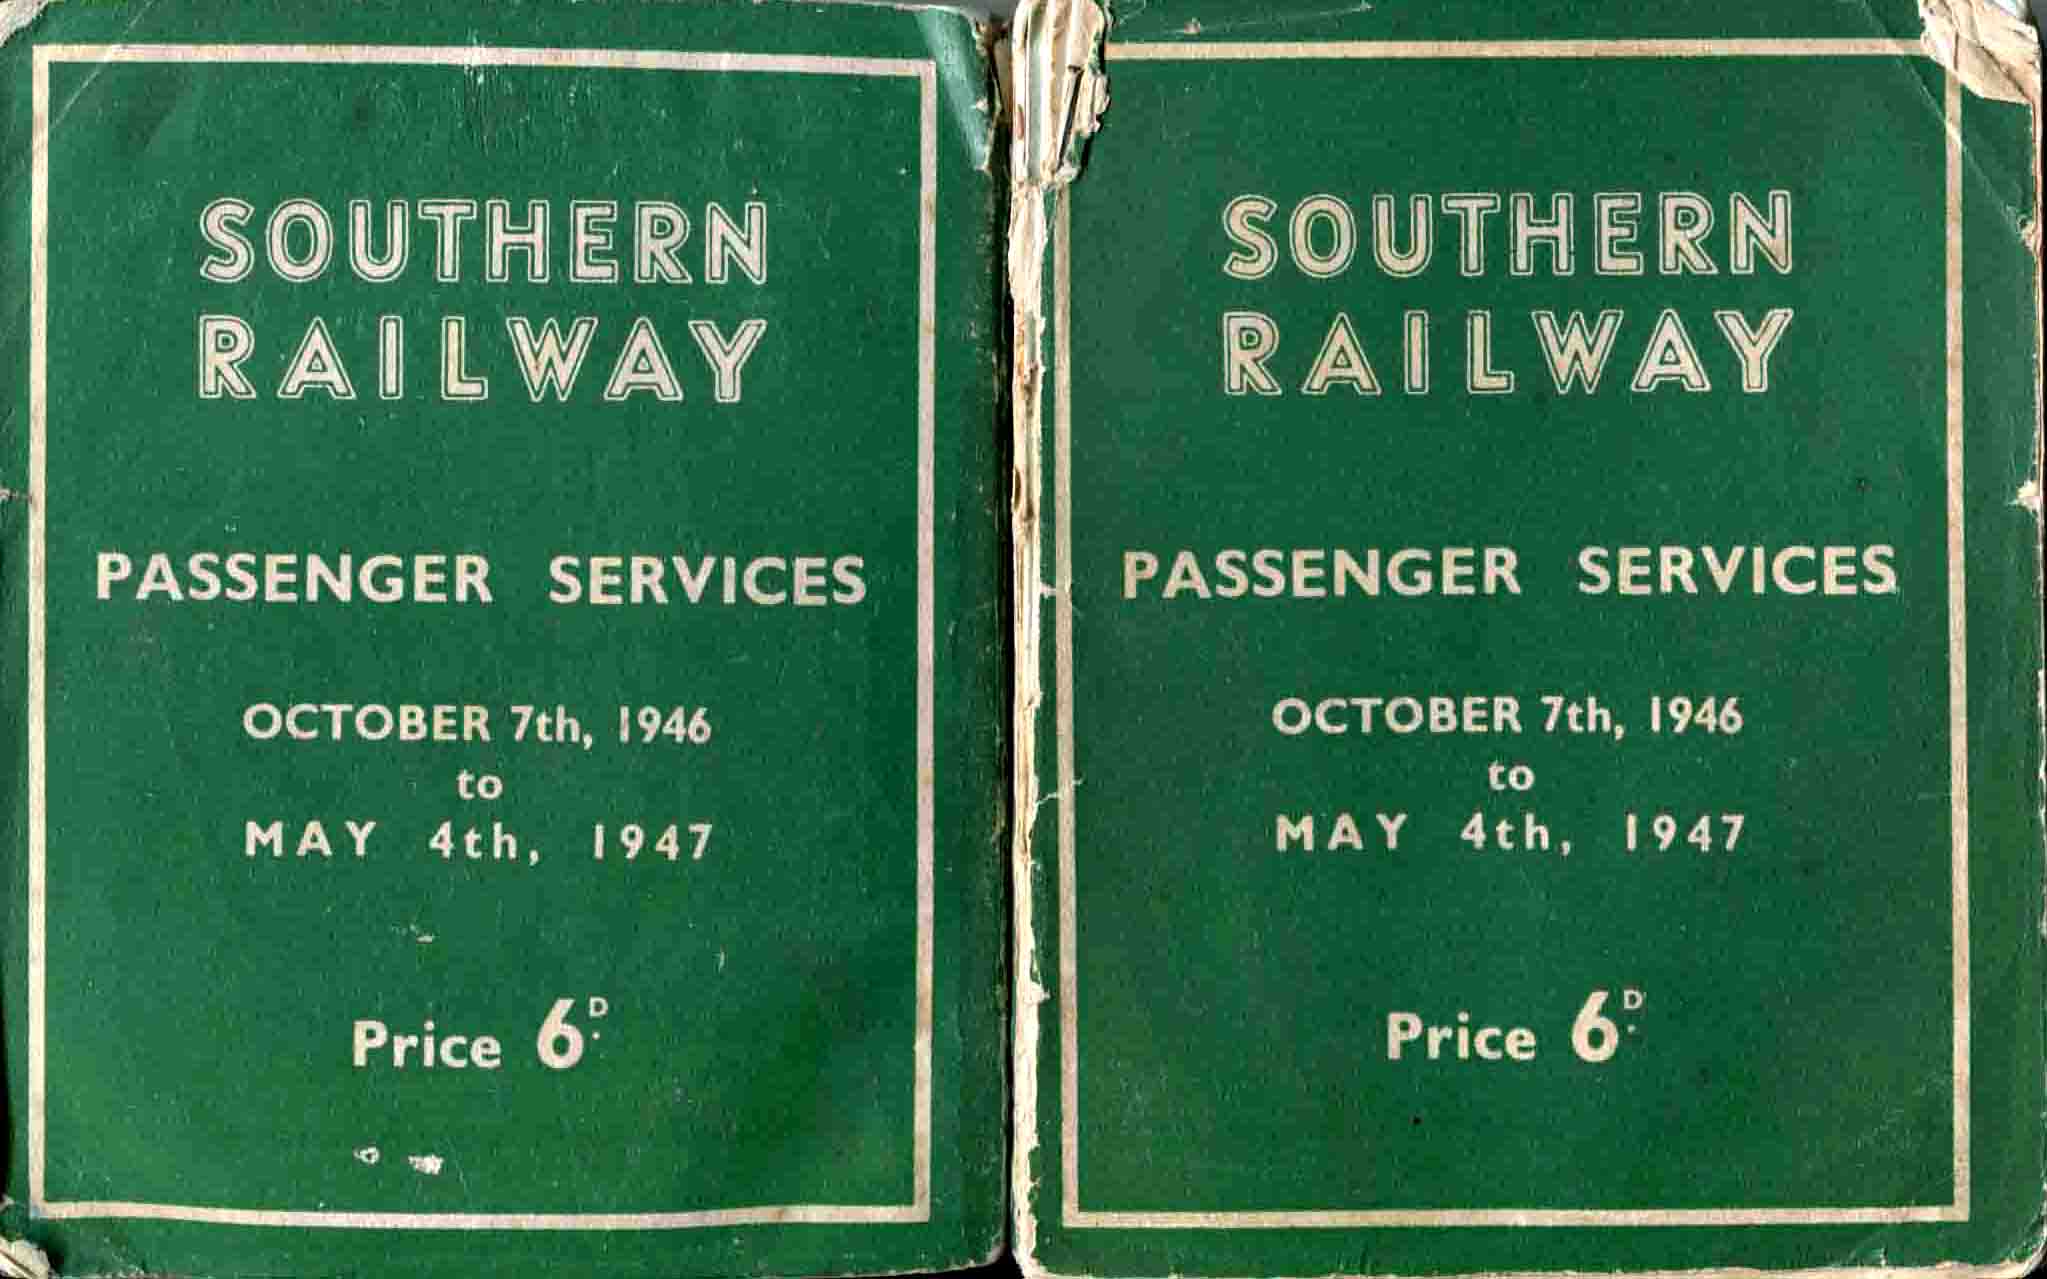 SOUTHERN
RAILWAY
PASSENGER SERVICES
OCTOBER 7th, 1946
to
MAY 4th, 1947
Price 6D.
SOUTHERN
RAILWAY
PASSENGER SERVICES
OCTOBER 7th, 1946
to
MAY 4th, 1947
Price 6D.